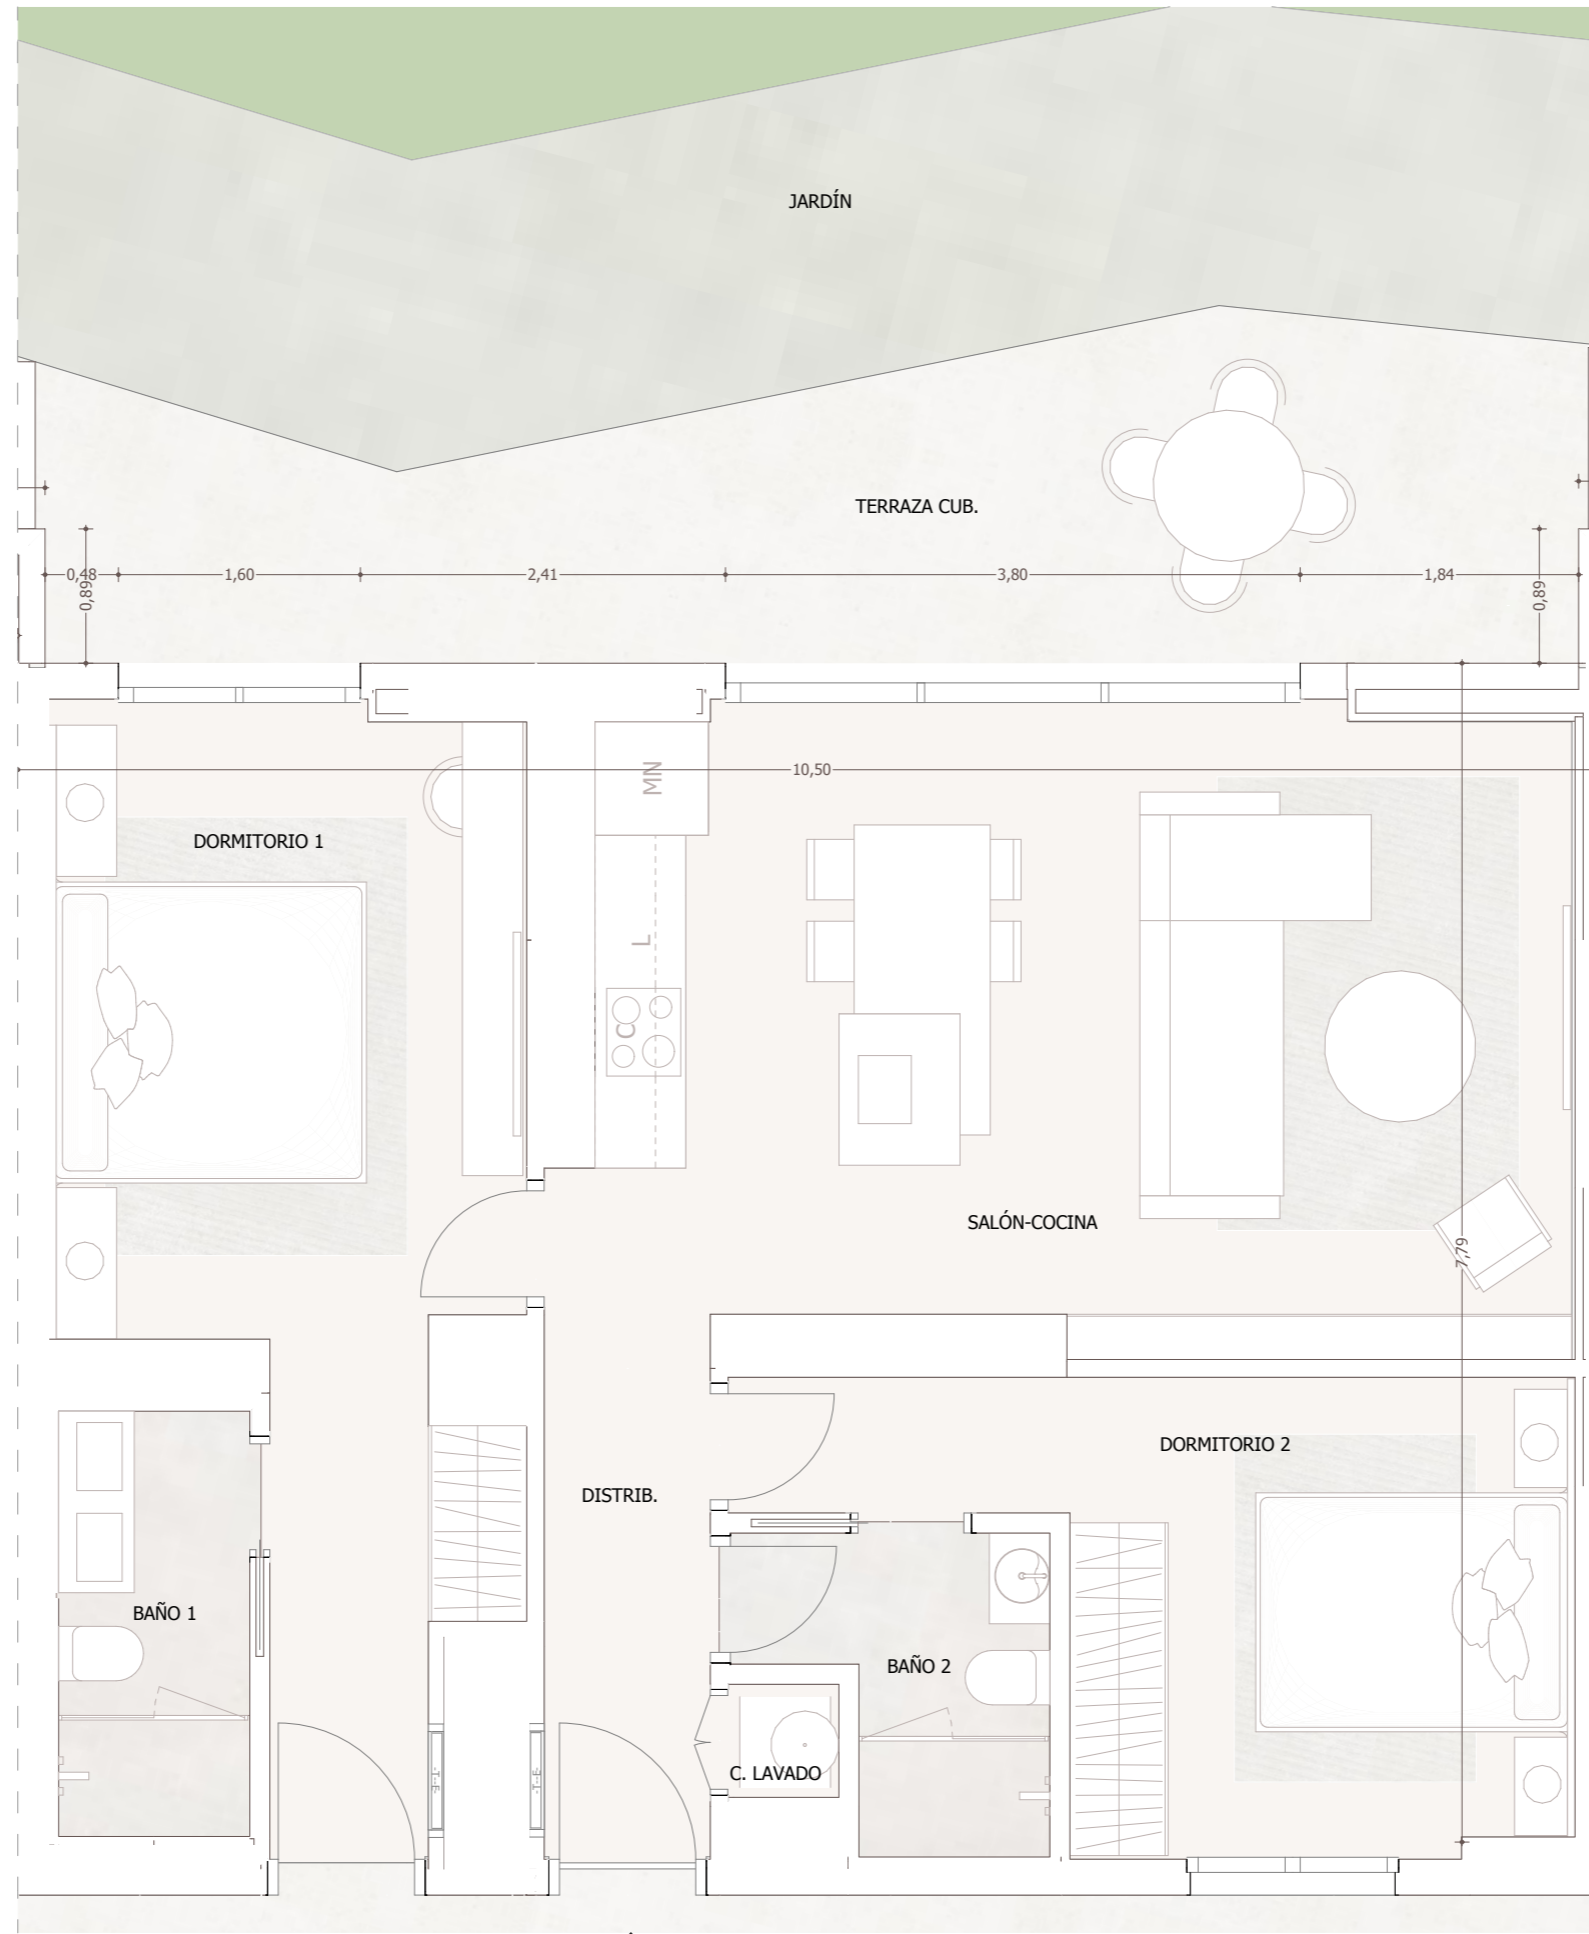 JARDÍN
TERRAZA CUB.
0,48
1,60
2,41
3,80
1,84
0,89
0,89
10,50
MN
DORMITORIO 1
L
C
SALÓN-COCINA
7,79
DORMITORIO 2
DISTRIB.
BAÑO 1
BAÑO 2
C. LAVADO